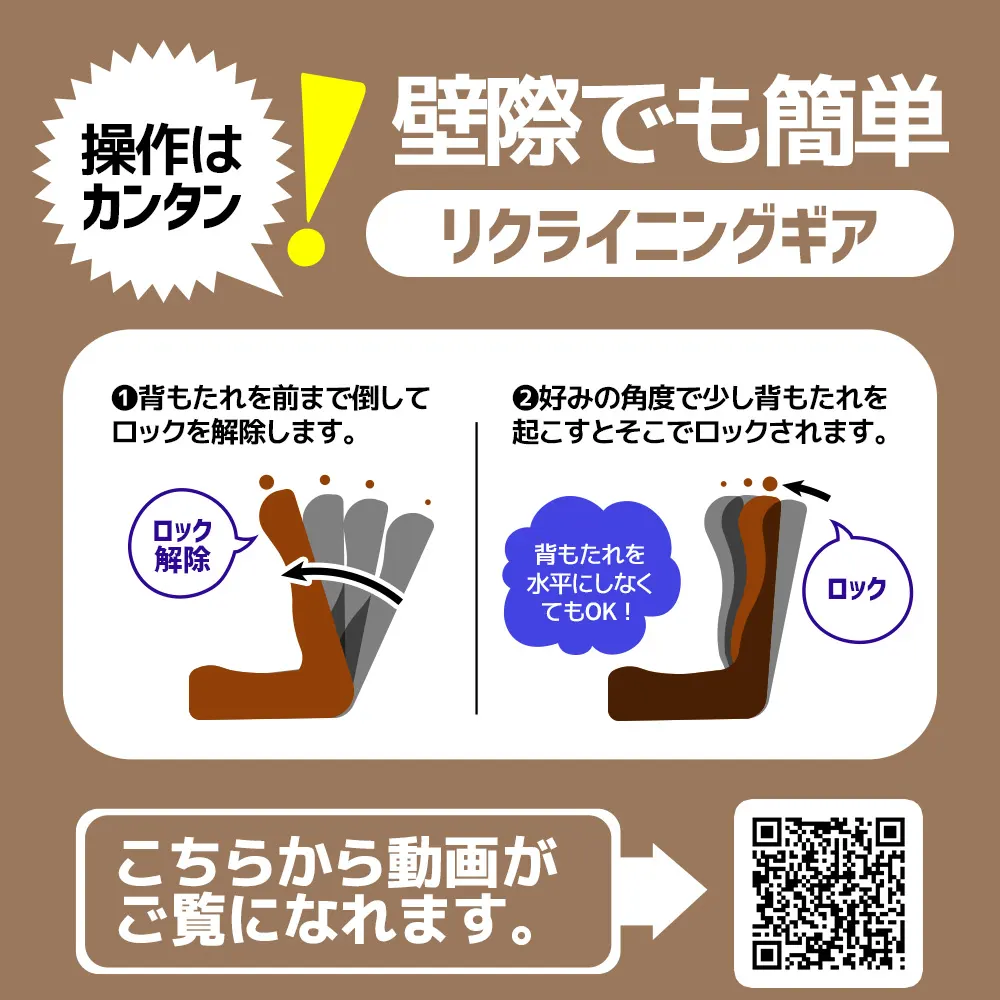 操作は
カンタン
!
壁際でも簡単
リクライニングギア
❶背もたれを前まで倒して
ロックを解除します。
ロック
解除
❷好みの角度で少し背もたれを
起こすとそこでロックされます。
背もたれを
水平にしなく
てもOK！
ロック
こちらから動画が
ご覧になれます。